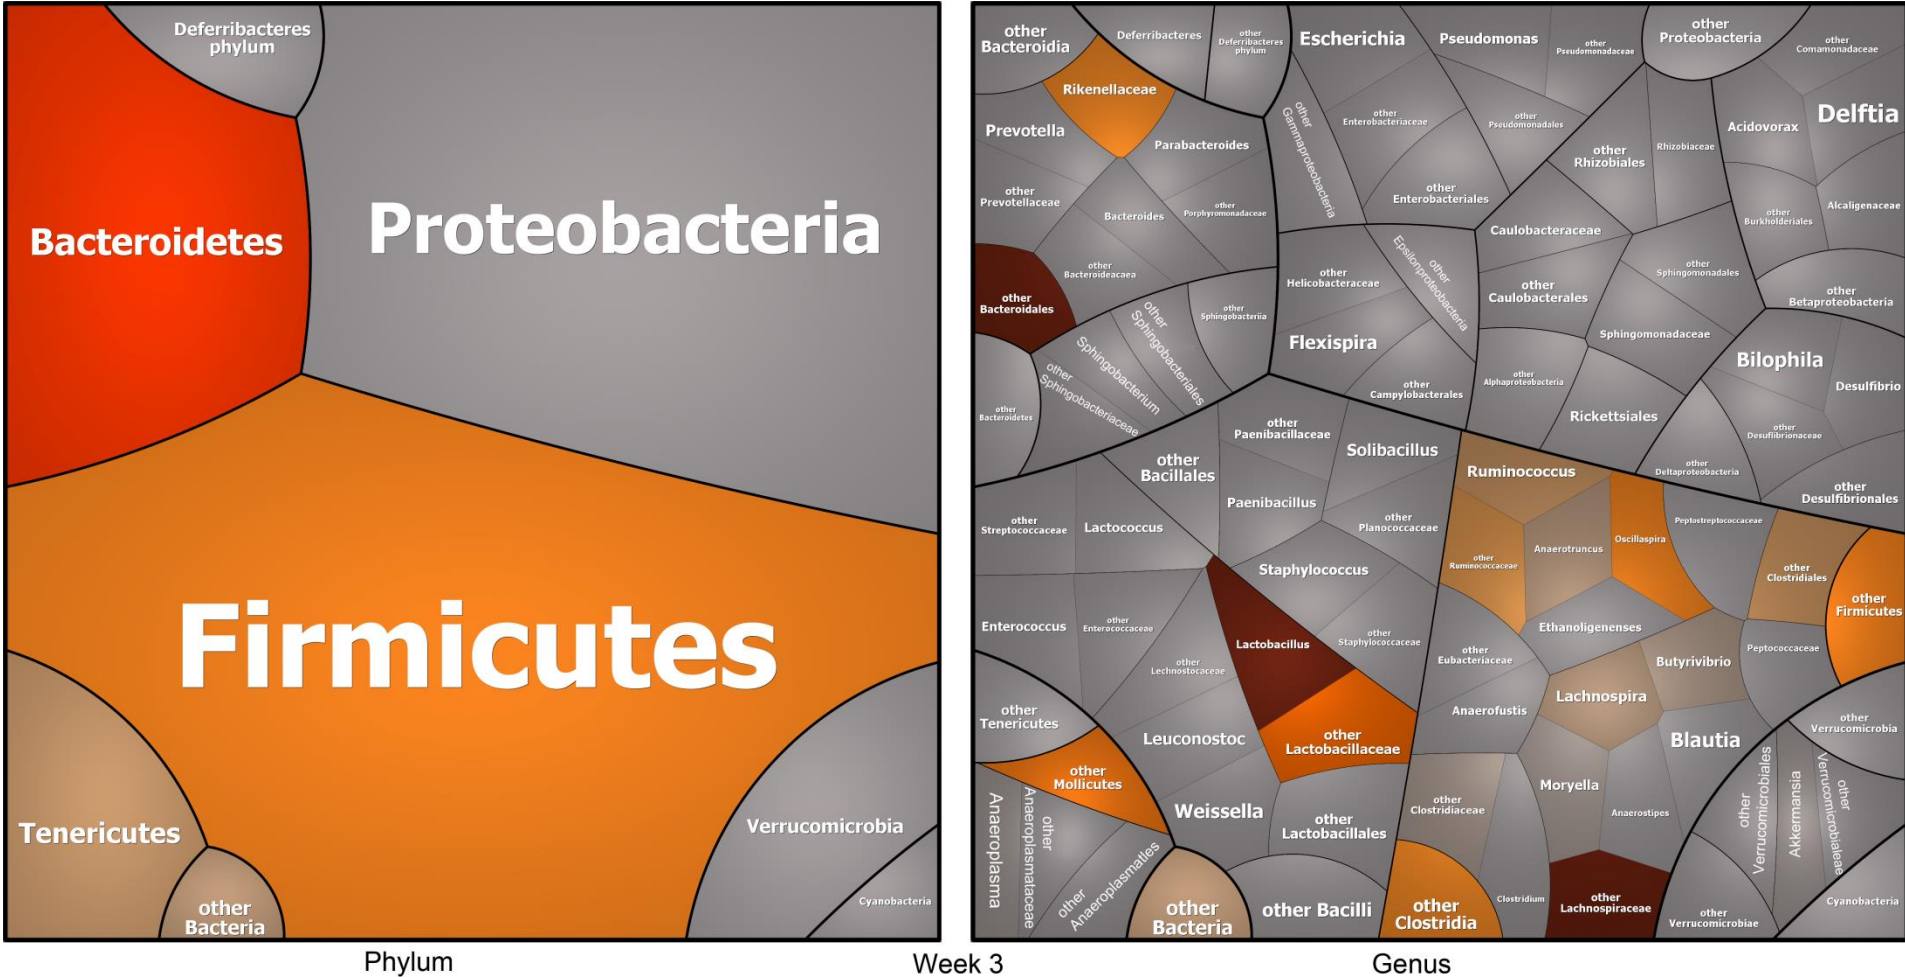 Deferribacteres
phylum
Bacteroidetes
Proteobacteria
Firmicutes
Tenericutes
other
Bacteria
Verrucomicrobia
Cyanobacteria
other
Bacteroidia
Deferribacteres
other
Deferribacteres
phylum
Rikenellaceae
Prevotella
Parabacteroides
other
Prevotellaceae
Bacteroides
other
Porphyromonadaceae
other
Bacteroideacaea
other
Bacteroidales
other
Sphingobacteriia
other
Sphingobacteriales
Sphingobacterium
other
Sphingobacteriaceae
other
Bacteroidetes
Escherichia
Pseudomonas
other
Pseudomonadaceae
other
Proteobacteria
other
Comamonadaceae
other
Gammaproteobacteria
other
Enterobacteriaceae
other
Pseudomonadales
other
Enterobacteriales
other
Rhizobiales
Rhizobiaceae
Acidovorax
Delftia
other
Burkholderiales
Alcaligenaceae
Caulobacteraceae
other
Sphingomonadales
other
Helicobacteraceae
other
Epsilonproteobacteria
other
Caulobacterales
other
Betaproteobacteria
Flexispira
Sphingomonadaceae
other
Campylobacterales
other
Alphaproteobacteria
Rickettsiales
Bilophila
Desulfibrio
other
Desuflibrionaceae
other
Deltaproteobacteria
other
Desulfibrionales
other
Bacillales
other
Paenibacillaceae
Solibacillus
Paenibacillus
other
Planococcaceae
other
Streptococcaceae
Lactococcus
Staphylococcus
other
Staphylococcaceae
Enterococcus
other
Enterococcaceae
other
Lechnostocaceae
Lactobacillus
other
Lactobacillaceae
Leuconostoc
Weissella
other
Lactobacillales
other Bacilli
Ruminococcus
other
Ruminococcaceae
Anaerotruncus
Oscillaspira
Peptostreptococcaceae
other
Clostridiales
other
Firmicutes
Ethanoligenenses
other
Eubacteriaceae
Butyrivibrio
Peptococcaceae
Lachnospira
Anaerofustis
Blautia
Moryella
Anaerostipes
other
Clostridiaceae
Clostridium
other
Lachnospiraceae
other
Clostridia
other
Tenericutes
other
Mollicutes
Anaeroplasma
other
Anaeroplasmataceae
other
Anaeroplasmatles
other
Bacteria
other
Verrucomicrobia
other
Verrucomicrobiales
Akkermansia
other
Verrucomicrobialeae
other
Verrucomicrobiae
Cyanobacteria
Phylum
Week 3
Genus